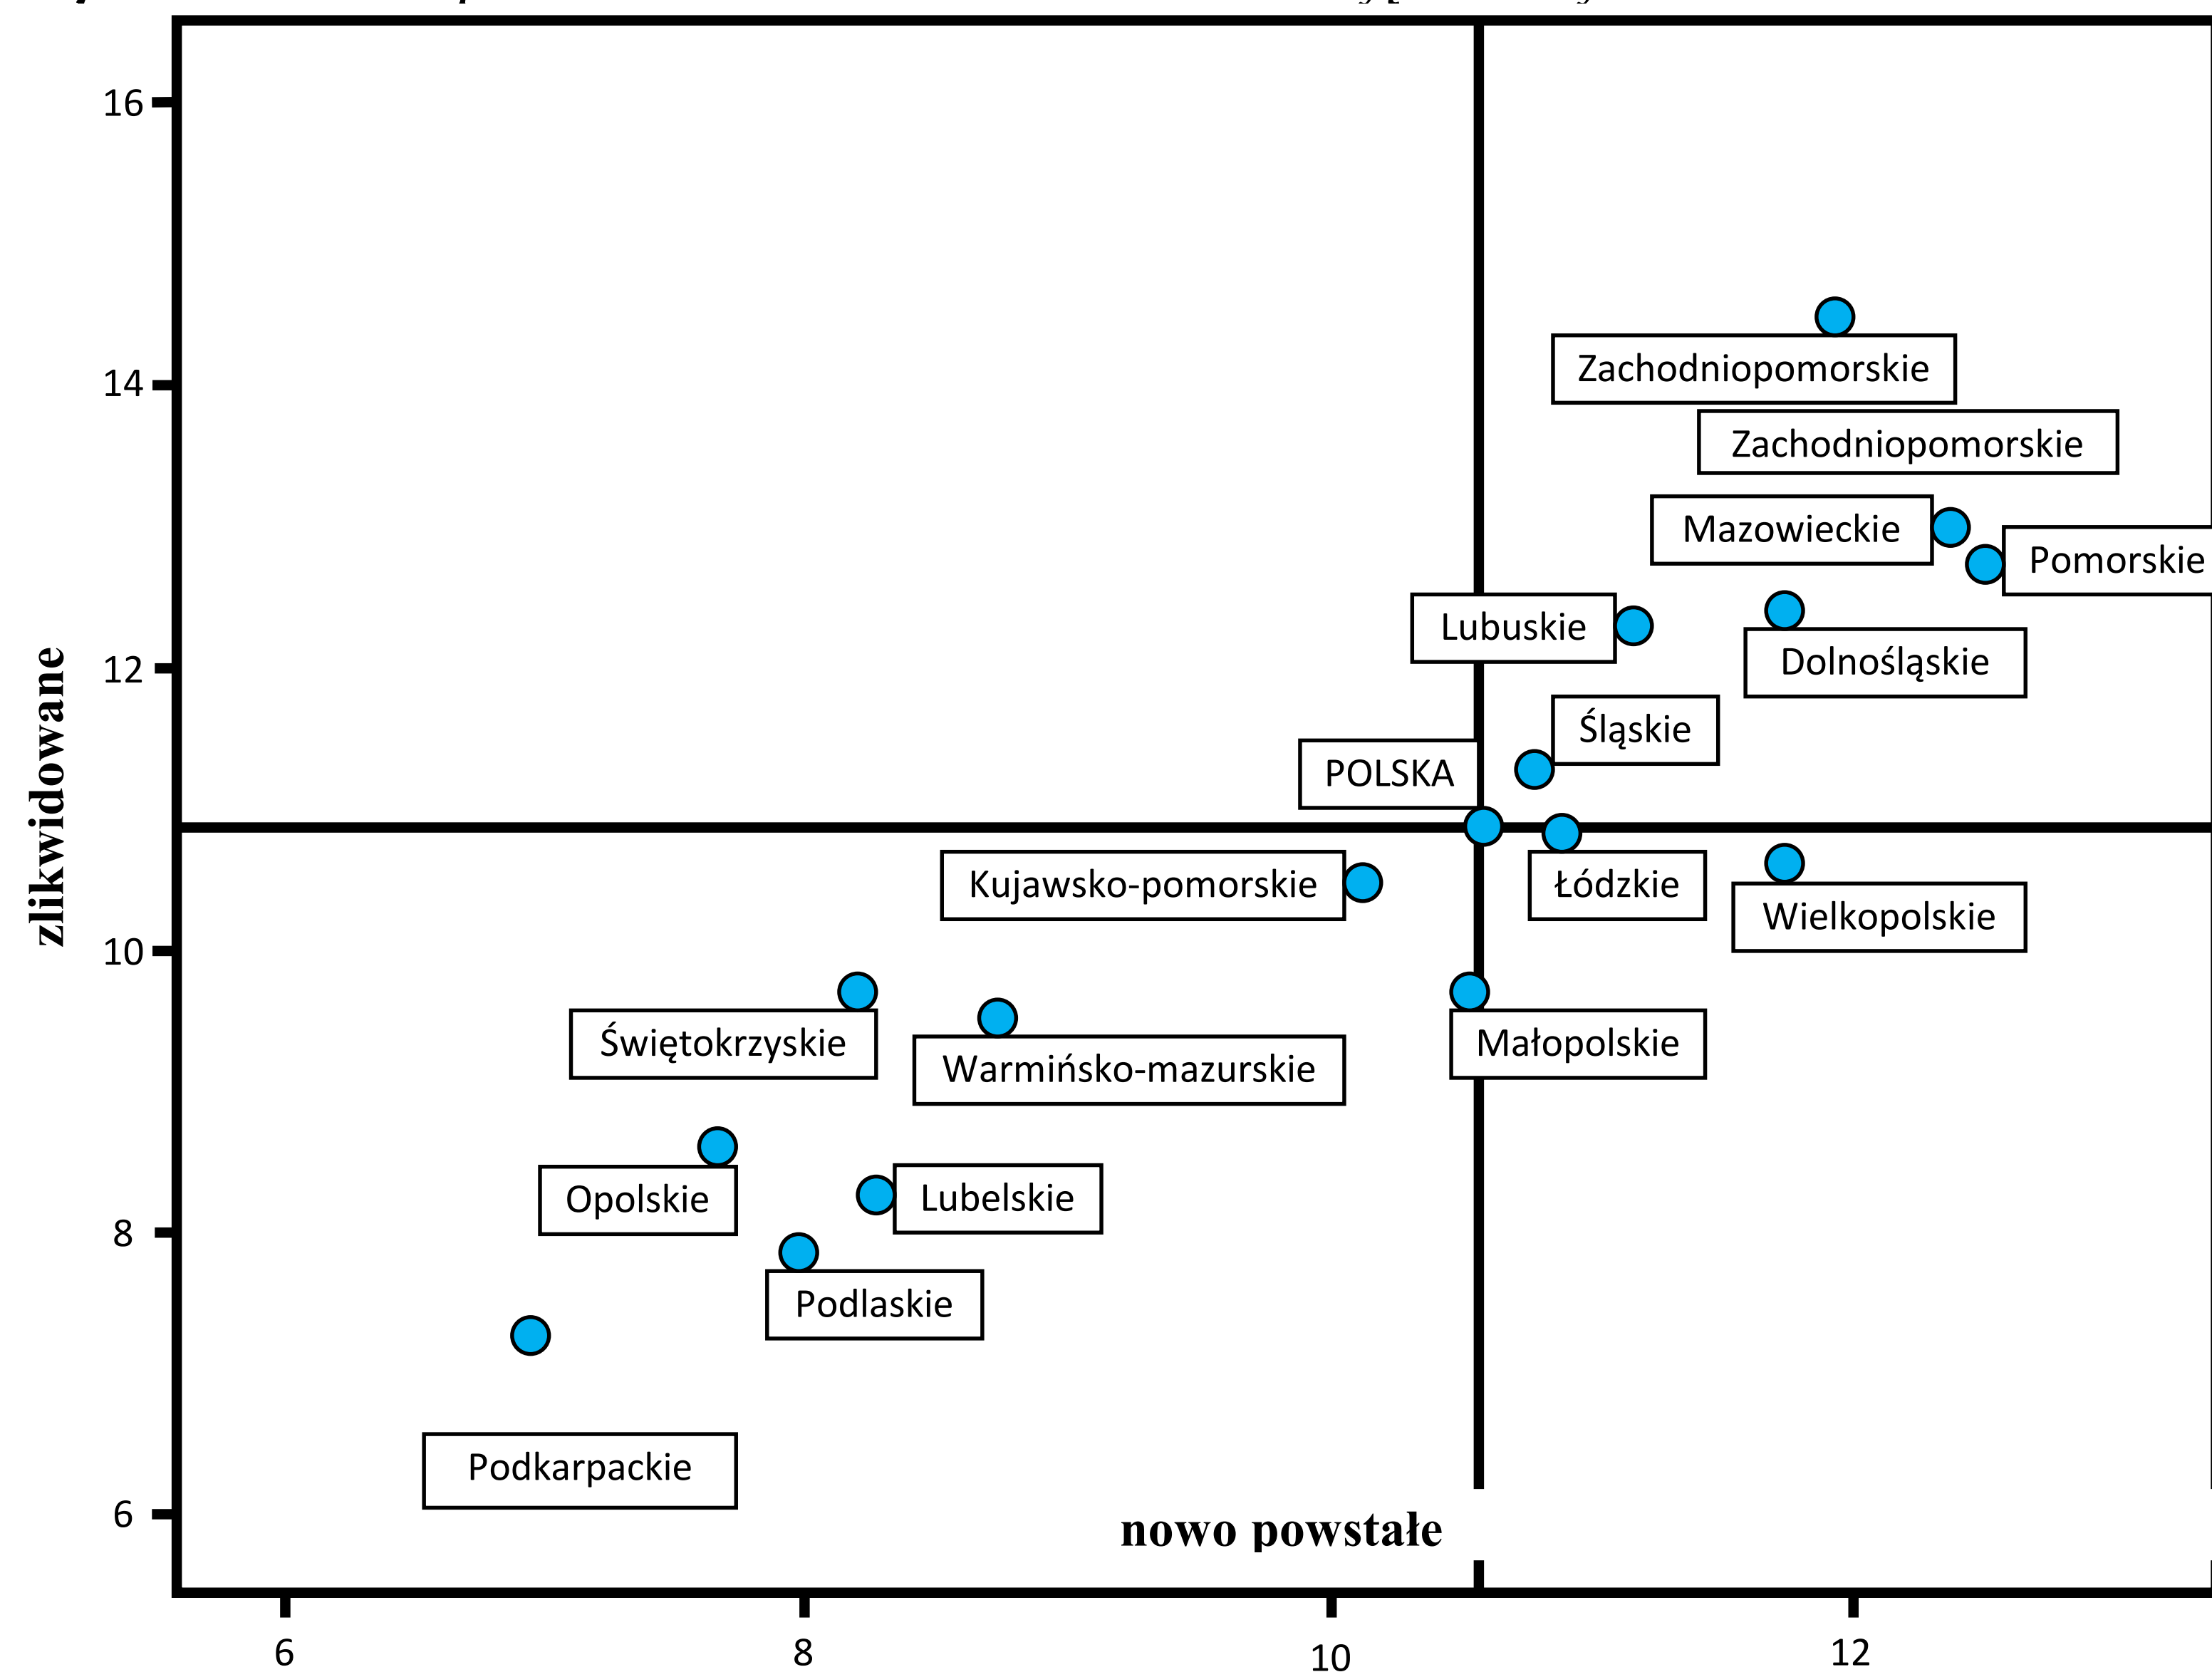 16
14
Zachodniopomorskie
Zachodniopomorskie
Mazowieckie
Pomorskie
Lubuskie
12
Dolnośląskie
Śląskie
POLSKA
zlikwidowane
Kujawsko-pomorskie
Łódzkie
Wielkopolskie
10
Świętokrzyskie
Małopolskie
Warmińsko-mazurskie
Opolskie
Lubelskie
8
Podlaskie
Podkarpackie
6
nowo powstałe
6
8
10
12